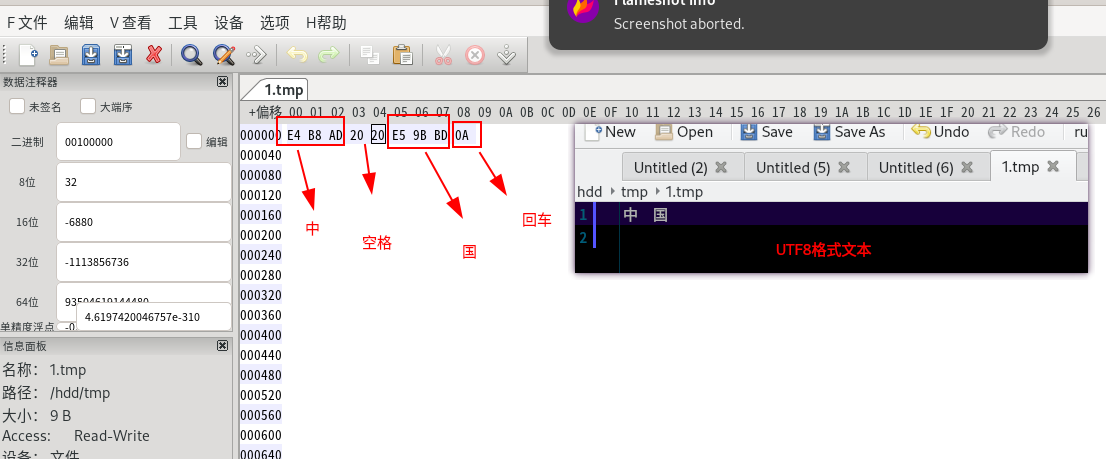 Flameshot Info
Screenshot aborted.
F 文件 编辑 V 查看 工具 设备 选项 H帮助
数据注释器
未签名 大端序
二进制 00100000 编辑
8位 32
16位 -6880
32位 -1113856736
64位 93504619144480
单精度浮点 -0
4.6197420046757e-310
信息面板
名称: 1.tmp
路径: /hdd/tmp
大小: 9 B
Access: Read-Write
设备: 文件
1.tmp
+偏移 00 01 02 03 04 05 06 07 08 09 0A 0B 0C 0D 0E 0F 10 11 12 13 14 15 16 17 18 19 1A 1B 1C 1D 1E 1F 20 21 22 23 24 25 26
000000 E4 B8 AD 20 20 E5 9B BD 0A
000040
000080
000120
000160
000200
000240
000280
000320
000360
000400
000440
000480
000520
000560
000600
000640
中
空格
国
回车
New Open Save Save As Undo Redo ru
Untitled (2) Untitled (5) Untitled (6) 1.tmp
hdd tmp 1.tmp
1 中 国
2
UTF8格式文本